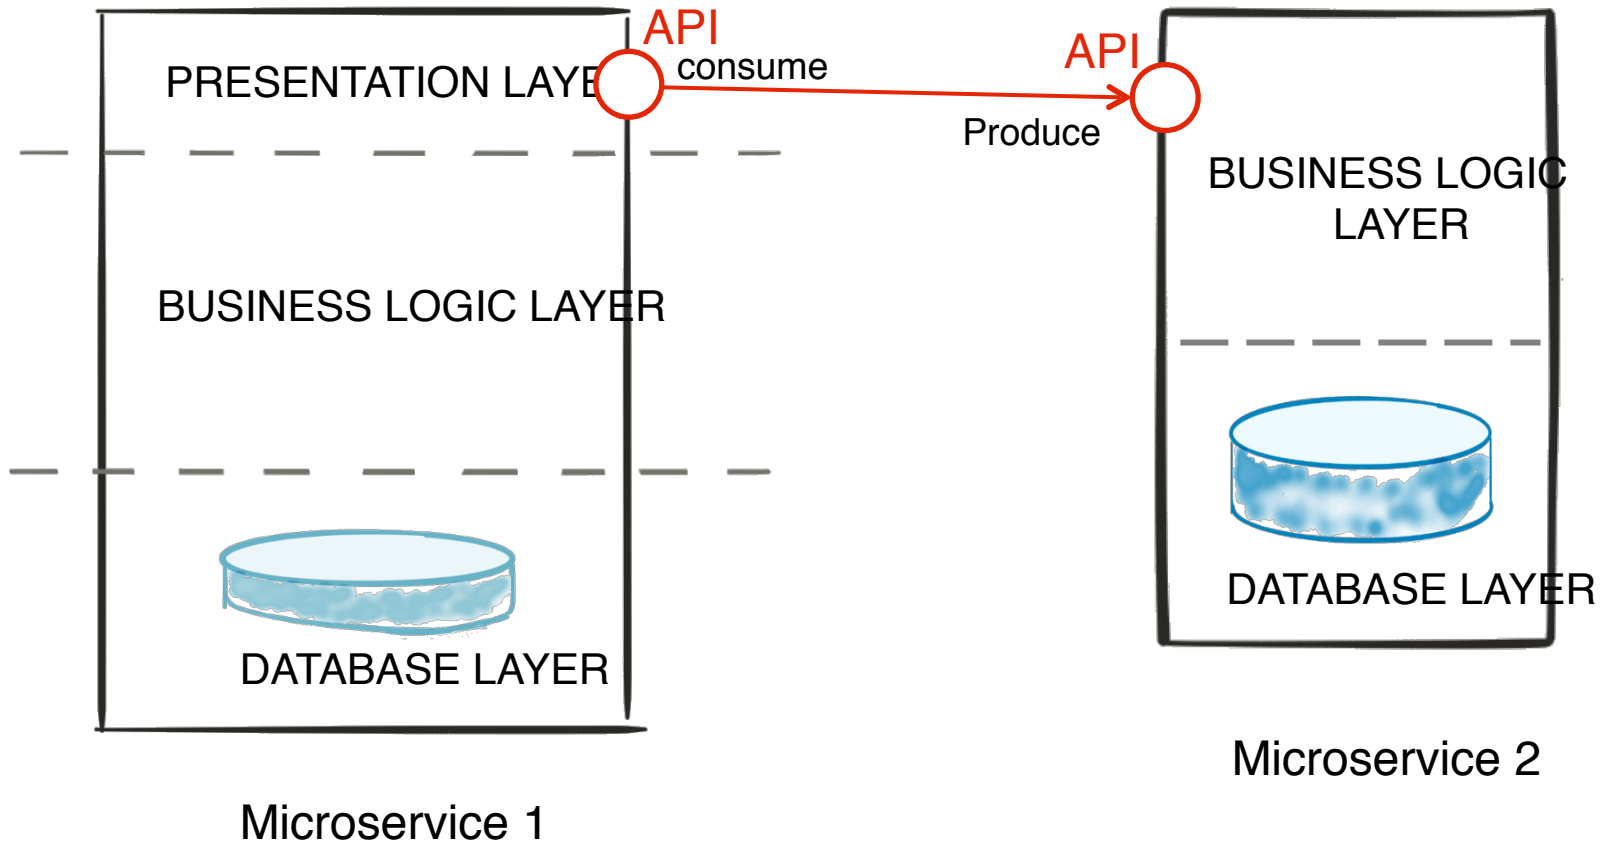 API
consume
PRESENTATION LAYE
API
Produce
BUSINESS LOGIC
LAYER
BUSINESS LOGIC LAYER
DATABASE LAYER
DATABASE LAYER
Microservice 2
Microservice 1